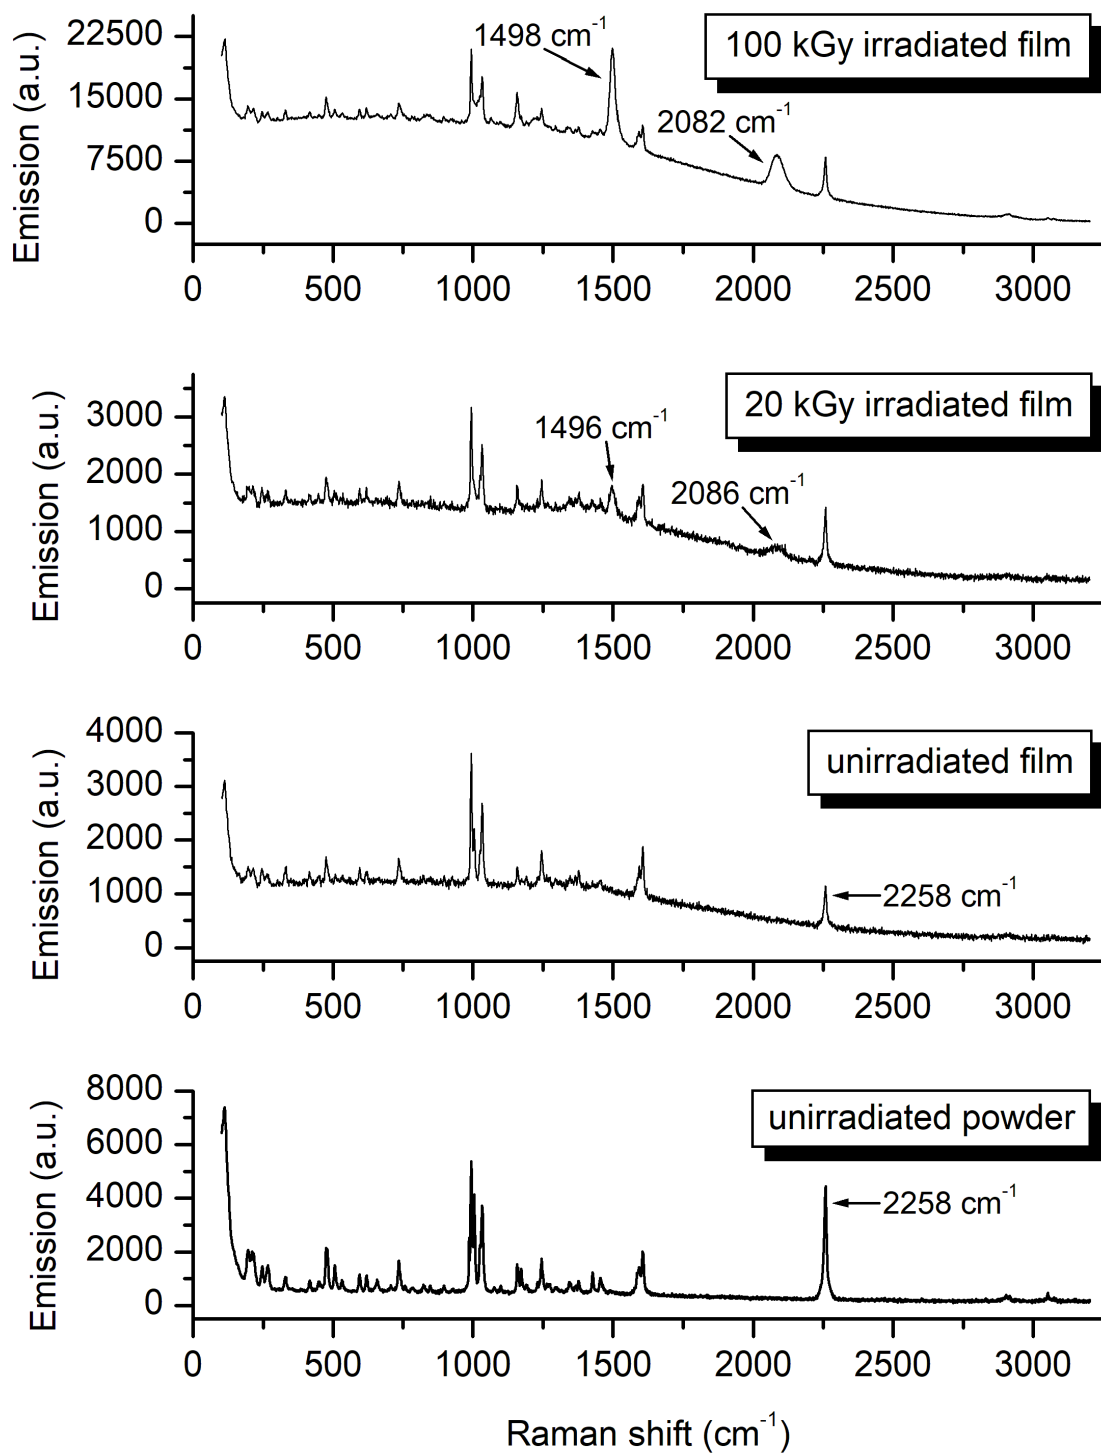 100 kGy irradiated film
Emission (a.u.)
22500
15000
7500
0
1498 cm⁻¹
2082 cm⁻¹
0 500 1000 1500 2000 2500 3000
20 kGy irradiated film
Emission (a.u.)
3000
2000
1000
0
1496 cm⁻¹
2086 cm⁻¹
0 500 1000 1500 2000 2500 3000
unirradiated film
Emission (a.u.)
4000
3000
2000
1000
0
2258 cm⁻¹
0 500 1000 1500 2000 2500 3000
unirradiated powder
Emission (a.u.)
8000
6000
4000
2000
0
2258 cm⁻¹
0 500 1000 1500 2000 2500 3000
Raman shift (cm⁻¹)